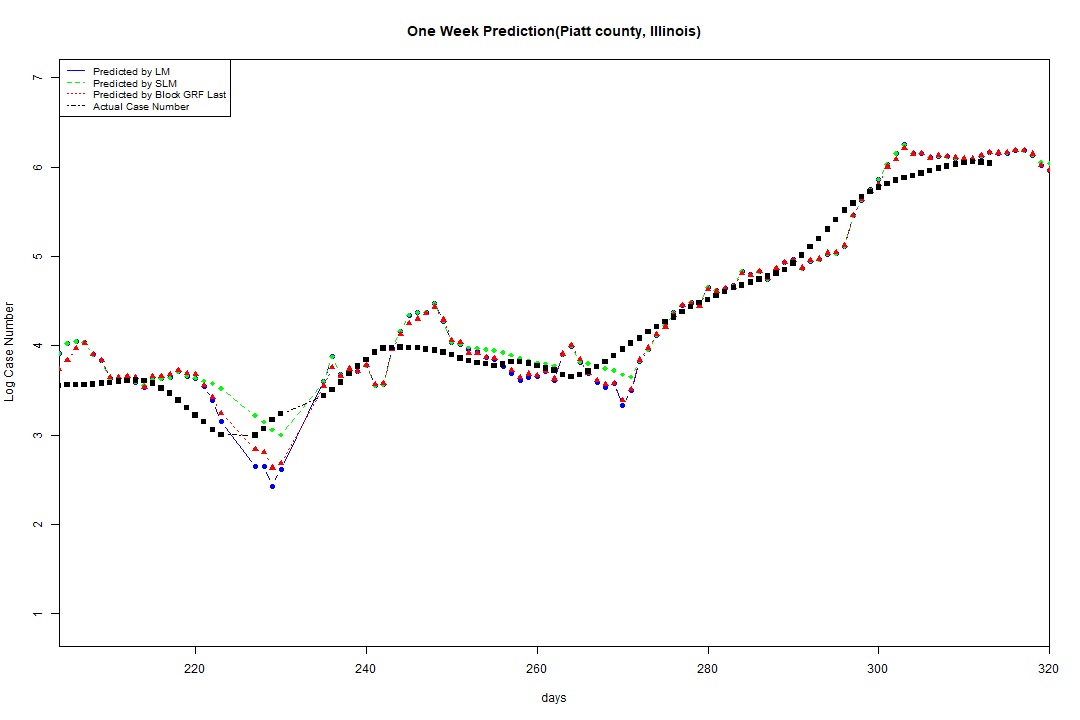 One Week Prediction(Piatt county, Illinois)
Predicted by LM
Predicted by SLM
Predicted by Block GRF Last
Actual Case Number
7
6
5
4
3
2
1
Log Case Number
220 240 260 280 300 320
days